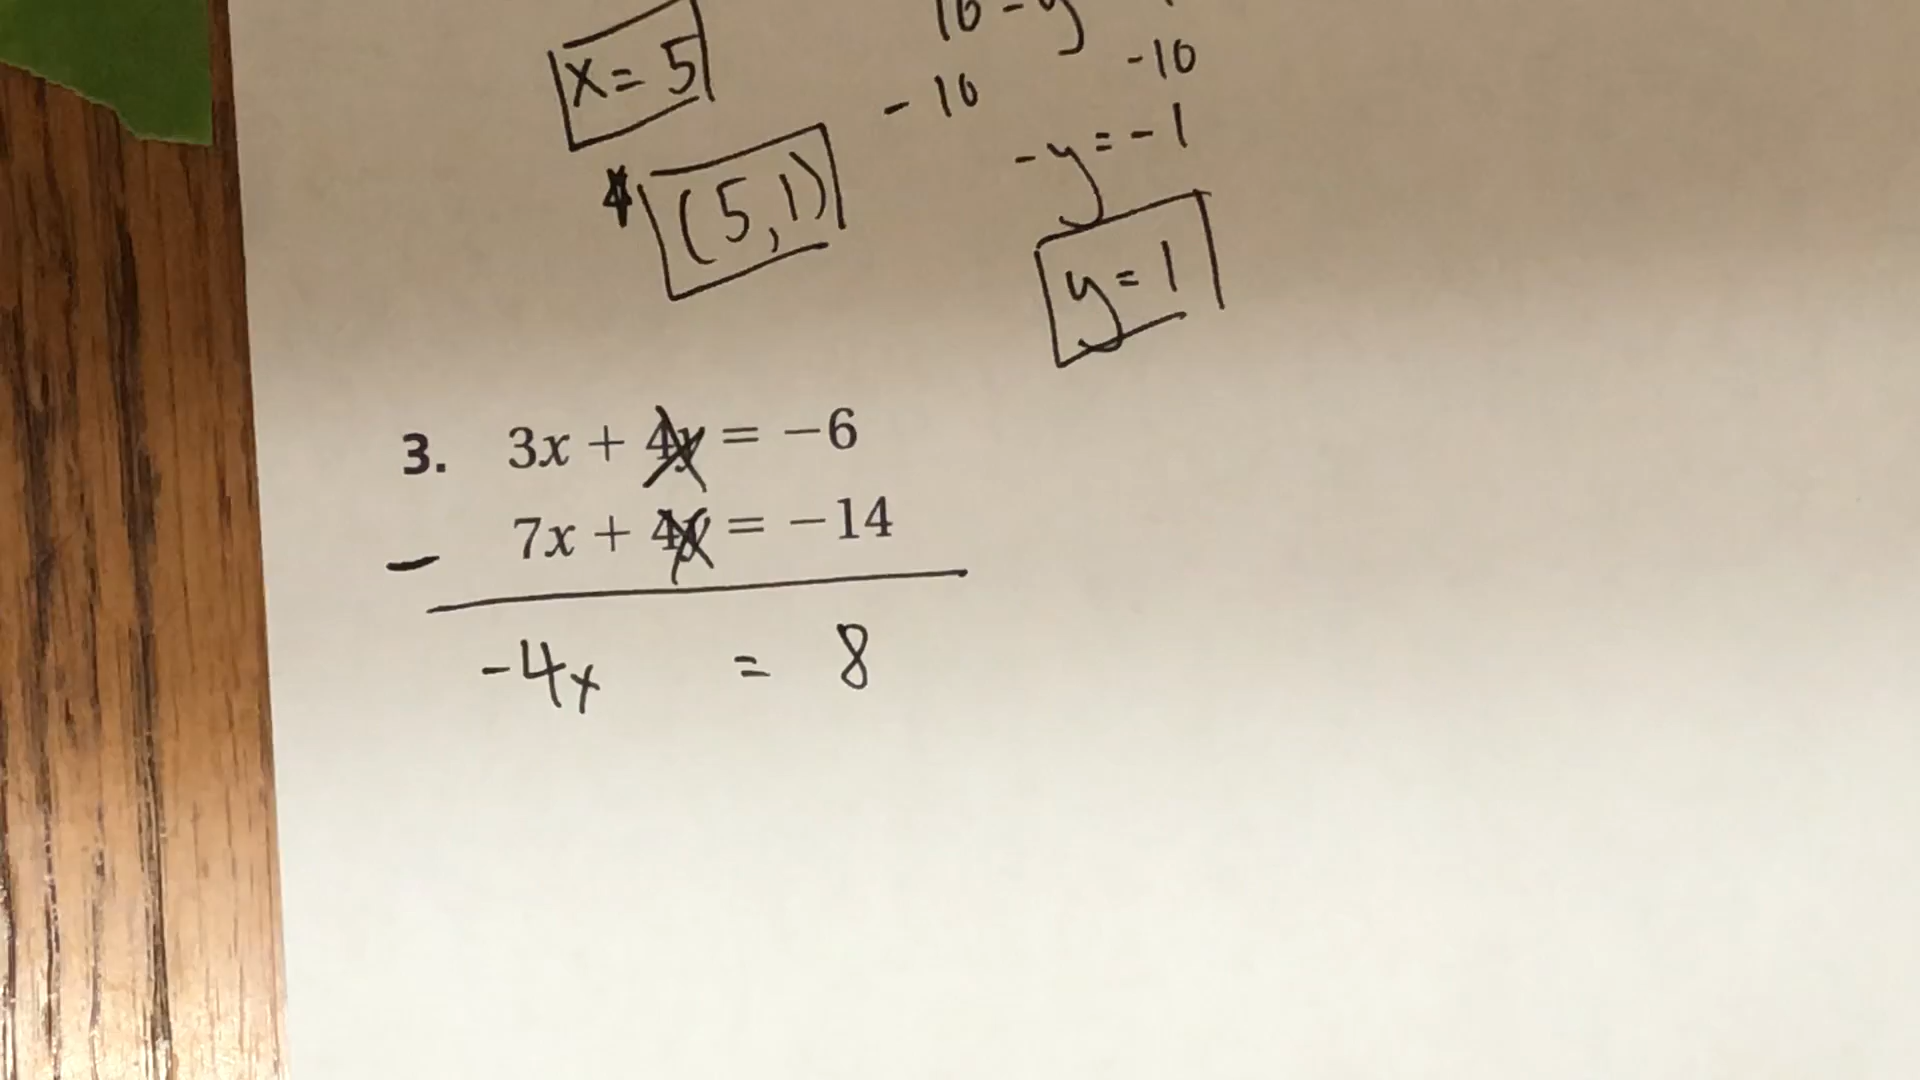 x = 5
10 - y
- 10 -10
-y = -1
(5,1)
y = 1
3. 3x + 4y = -6
- 7x + 4y = -14
-4x = 8